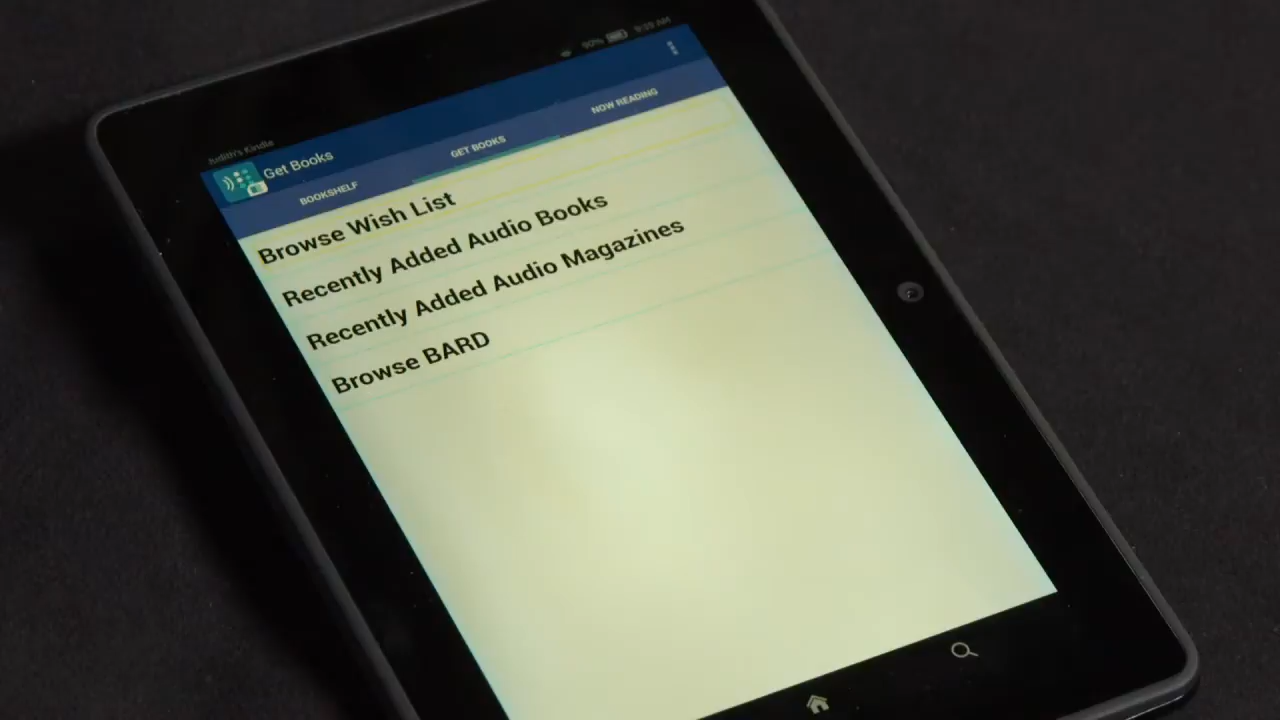 Judith's Kindle
90% 9:39 AM
Get Books
BOOKSHELF
GET BOOKS
NOW READING
Browse Wish List
Recently Added Audio Books
Recently Added Audio Magazines
Browse BARD